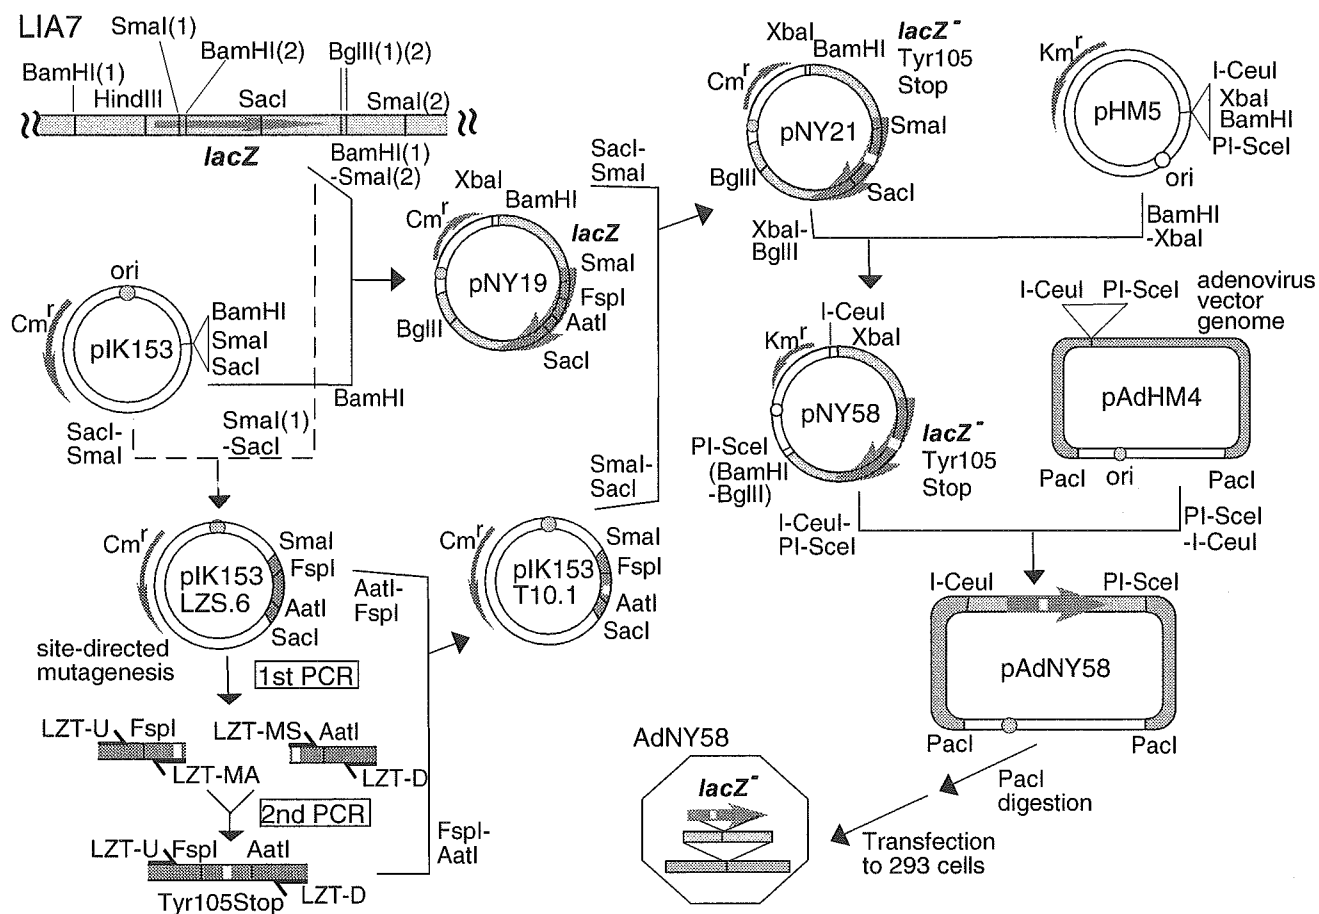 LIA7
SmaI(1)
BamHI(2)
BglII(1)(2)
BamHI(1)
HindIII
SacI
SmaI(2)
lacZ
BamHI(1)
-SmaI(2)
ori
Cmr
pIK153
BamHI
SmaI
SacI
BamHI
SacI-
SmaI
SmaI(1)
-SacI
XbaI
BamHI
Cmr
lacZ
pNY19
SmaI
FspI
AatI
BglII
SacI
SacI-
SmaI
SmaI-
SacI
XbaI
BamHI
lacZ-
Tyr105
Stop
Cmr
pNY21
SmaI
BglII
SacI
Kmr
pHM5
I-CeuI
XbaI
BamHI
PI-SceI
ori
XbaI-
BglII
BamHI
-XbaI
I-CeuI
XbaI
Kmr
pNY58
PI-SceI
(BamHI
-BglII)
lacZ-
Tyr105
Stop
I-CeuI
PI-SceI
adenovirus
vector
genome
pAdHM4
PacI
ori
PacI
I-CeuI-
PI-SceI
PI-SceI
-I-CeuI
Cmr
pIK153
LZS.6
SmaI
FspI
AatI
SacI
AatI-
FspI
Cmr
pIK153
T10.1
SmaI
FspI
AatI
SacI
site-directed
mutagenesis
1st PCR
LZT-U
FspI
LZT-MS
AatI
LZT-MA
LZT-D
2nd PCR
LZT-U
FspI
AatI
LZT-D
Tyr105Stop
FspI-
AatI
I-CeuI
PI-SceI
pAdNY58
PacI
PacI
PacI
digestion
Transfection
to 293 cells
AdNY58
lacZ-